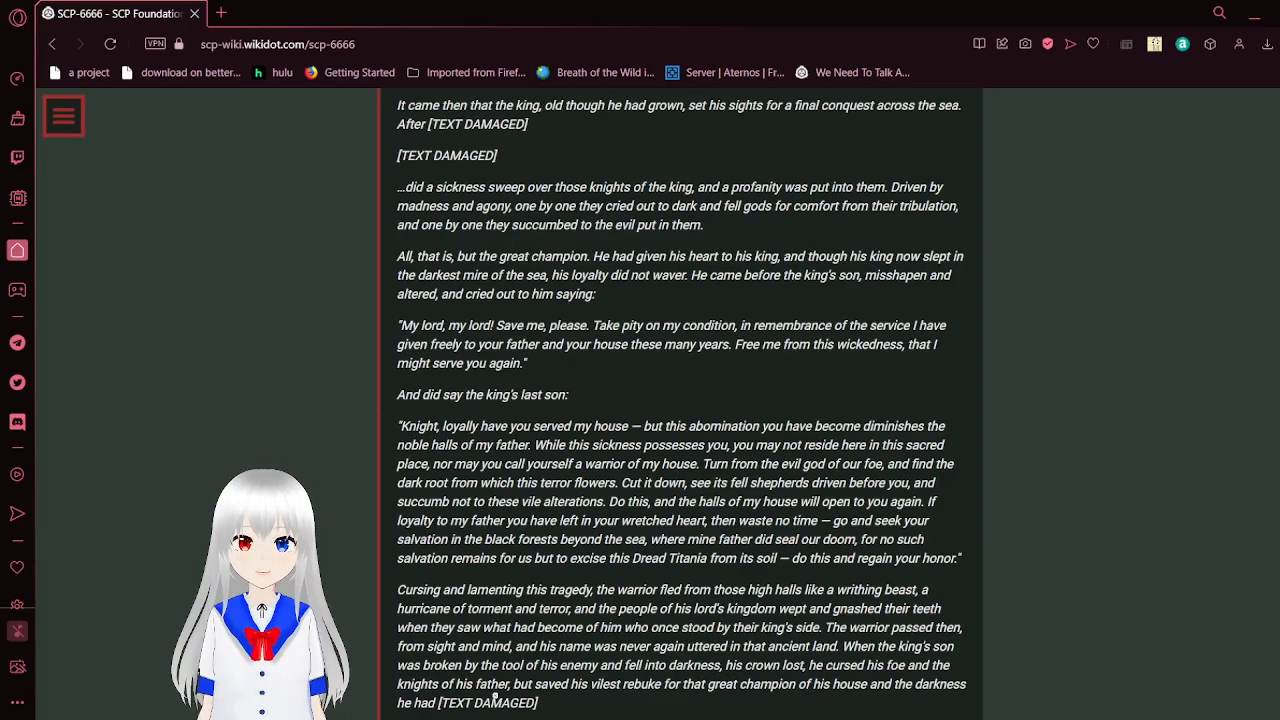 SCP-6666 - SCP Foundatio
scp-wiki.wikidot.com/scp-6666
VPN
a project
download on better...
hulu
Getting Started
Imported from Firef...
Breath of the Wild i...
Server | Aternos | Fr...
We Need To Talk A...
It came then that the king, old though he had grown, set his sights for a final conquest across the sea.
After [TEXT DAMAGED]
[TEXT DAMAGED]
…did a sickness sweep over those knights of the king, and a profanity was put into them. Driven by
madness and agony, one by one they cried out to dark and fell gods for comfort from their tribulation,
and one by one they succumbed to the evil put in them.
All, that is, but the great champion. He had given his heart to his king, and though his king now slept in
the darkest mire of the sea, his loyalty did not waver. He came before the king's son, misshapen and
altered, and cried out to him saying:
"My lord, my lord! Save me, please. Take pity on my condition, in remembrance of the service I have
given freely to your father and your house these many years. Free me from this wickedness, that I
might serve you again."
And did say the king's last son:
"Knight, loyally have you served my house — but this abomination you have become diminishes the
noble halls of my father. While this sickness possesses you, you may not reside here in this sacred
place, nor may you call yourself a warrior of my house. Turn from the evil god of our foe, and find the
dark root from which this terror flowers. Cut it down, see its fell shepherds driven before you, and
succumb not to these vile alterations. Do this, and the halls of my house will open to you again. If
loyalty to my father you have left in your wretched heart, then waste no time — go and seek your
salvation in the black forests beyond the sea, where mine father did seal our doom, for no such
salvation remains for us but to excise this Dread Titania from its soil — do this and regain your honor."
Cursing and lamenting this tragedy, the warrior fled from those high halls like a writhing beast, a
hurricane of torment and terror, and the people of his lord's kingdom wept and gnashed their teeth
when they saw what had become of him who once stood by their king's side. The warrior passed then,
from sight and mind, and his name was never again uttered in that ancient land. When the king's son
was broken by the tool of his enemy and fell into darkness, his crown lost, he cursed his foe and the
knights of his father, but saved his vilest rebuke for that great champion of his house and the darkness
he had [TEXT DAMAGED]